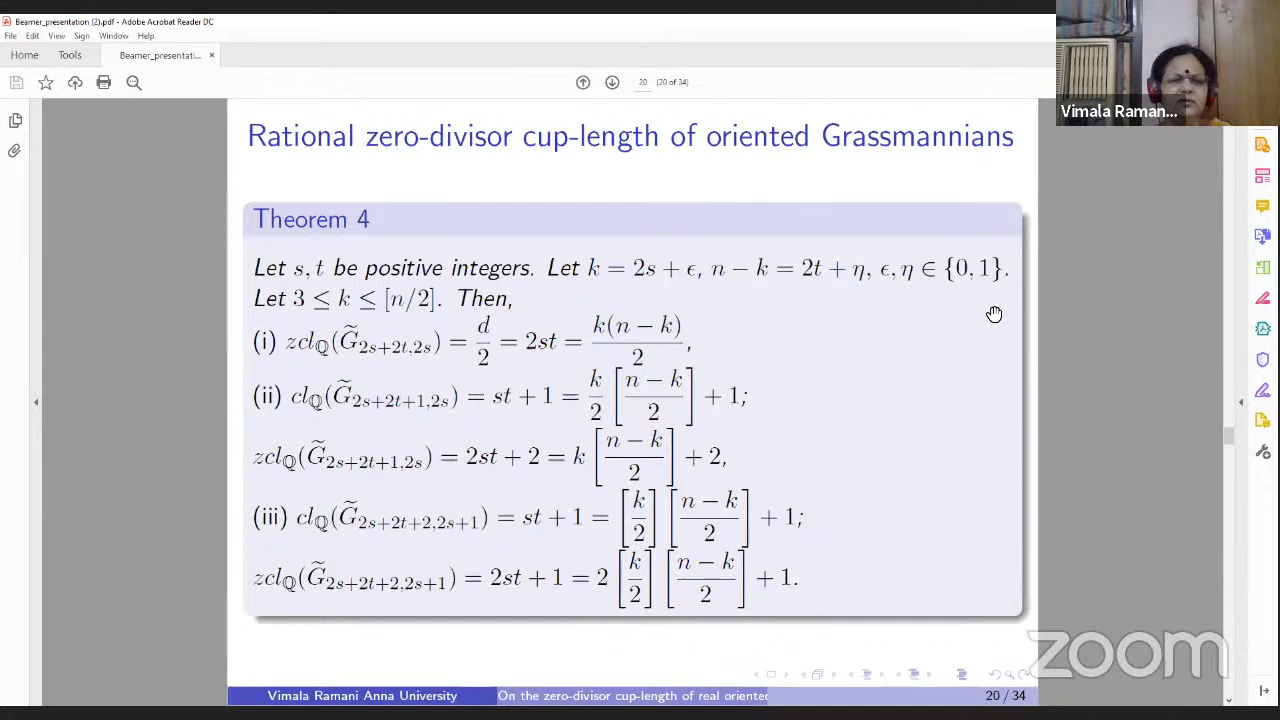 Beamer_presentation (2).pdf - Adobe Acrobat Reader DC
File Edit View Sign Window Help
Home Tools Beamer_presentati... ×
20 (20 of 34)
Vimala Raman...
Rational zero-divisor cup-length of oriented Grassmannians
Theorem 4
Let s, t be positive integers. Let k = 2s + ϵ, n − k = 2t + η, ϵ, η ∈ {0, 1}.
Let 3 ≤ k ≤ [n/2]. Then,
(i) zcl_ℚ(G̃_{2s+2t,2s}) = d/2 = 2st = k(n − k)/2,
(ii) cl_ℚ(G̃_{2s+2t+1,2s}) = st + 1 = k/2 [(n − k)/2] + 1;
zcl_ℚ(G̃_{2s+2t+1,2s}) = 2st + 2 = k [(n − k)/2] + 2,
(iii) cl_ℚ(G̃_{2s+2t+2,2s+1}) = st + 1 = [k/2] [(n − k)/2] + 1;
zcl_ℚ(G̃_{2s+2t+2,2s+1}) = 2st + 1 = 2 [k/2] [(n − k)/2] + 1.
zoom
Vimala Ramani Anna University On the zero-divisor cup-length of real oriented 20 / 34